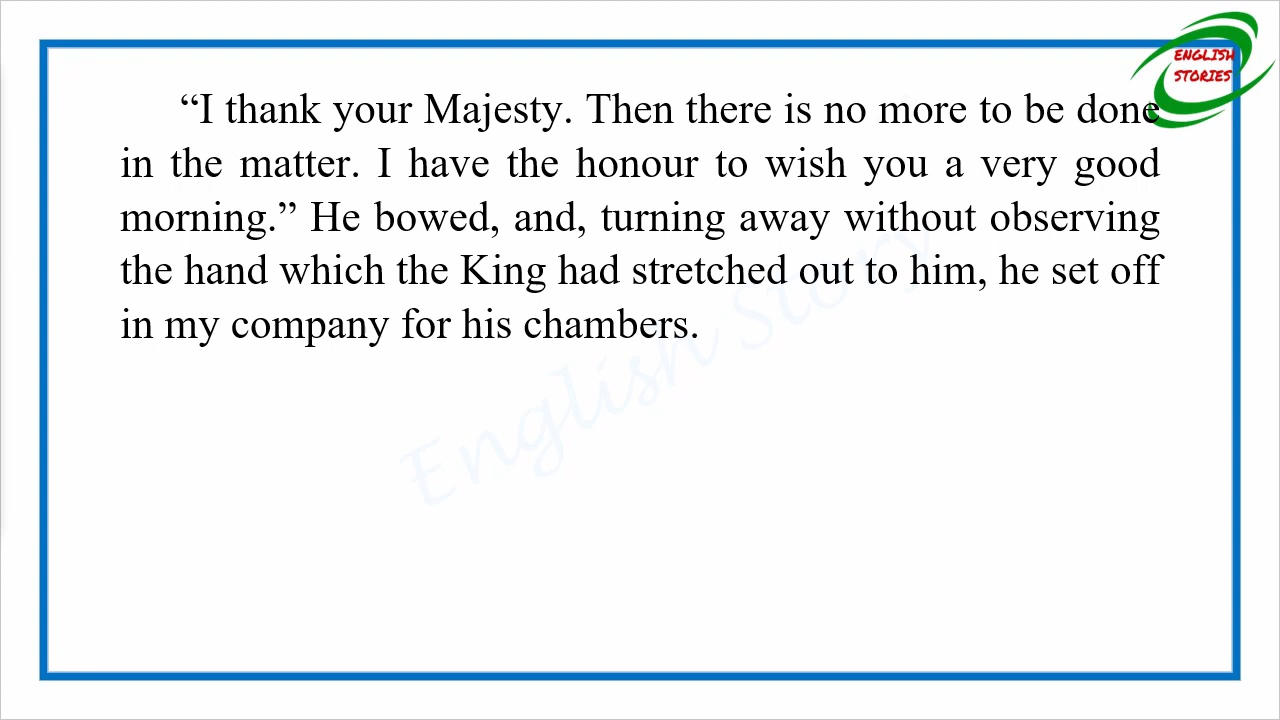 ENGLISH
STORIES
“I thank your Majesty. Then there is no more to be done
in the matter. I have the honour to wish you a very good
morning.” He bowed, and, turning away without observing
the hand which the King had stretched out to him, he set off
in my company for his chambers.
English Story